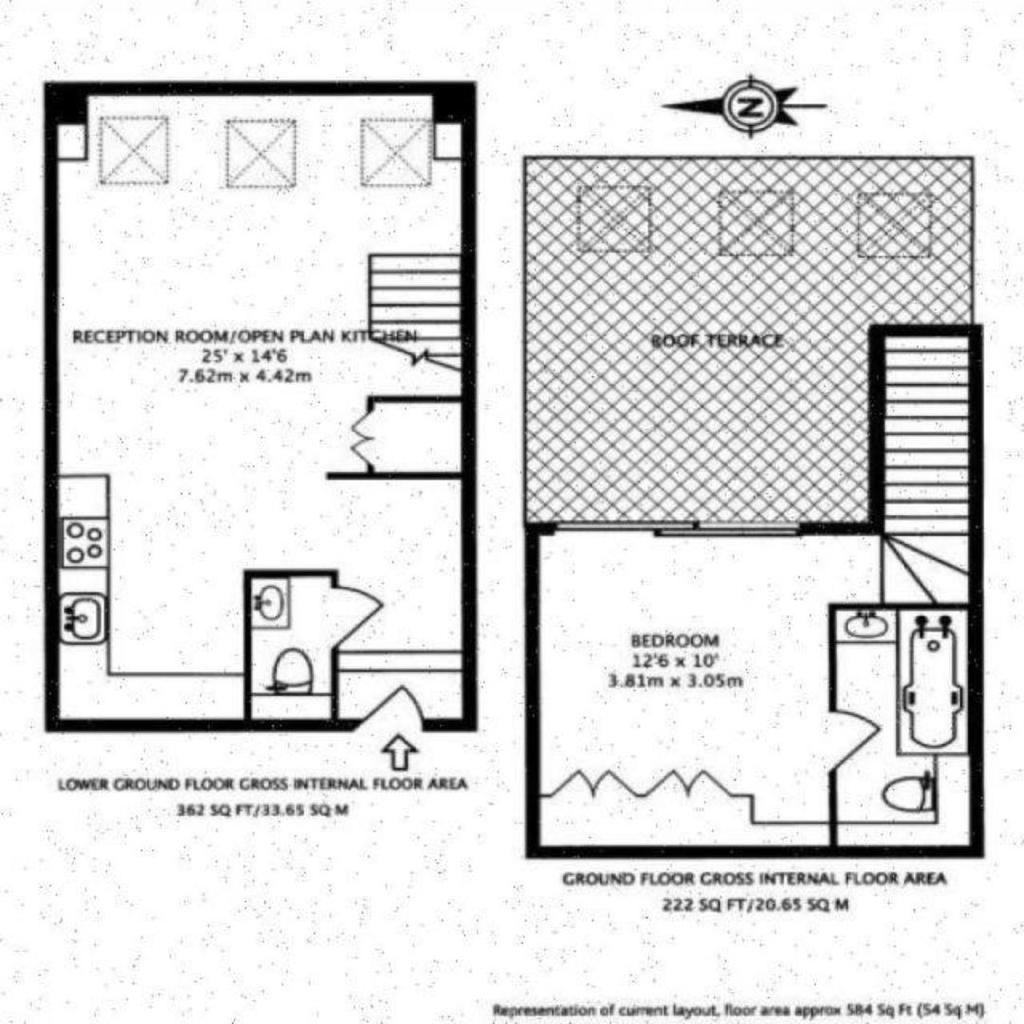 N
RECEPTION ROOM/OPEN PLAN KITCHEN
25' x 14'6
7.62m x 4.42m
ROOF TERRACE
BEDROOM
12'6 x 10'
3.81m x 3.05m
LOWER GROUND FLOOR GROSS INTERNAL FLOOR AREA
362 SQ FT/33.65 SQ M
GROUND FLOOR GROSS INTERNAL FLOOR AREA
222 SQ FT/20.65 SQ M
Representation of current layout, floor area approx 584 Sq Ft (54 Sq M)